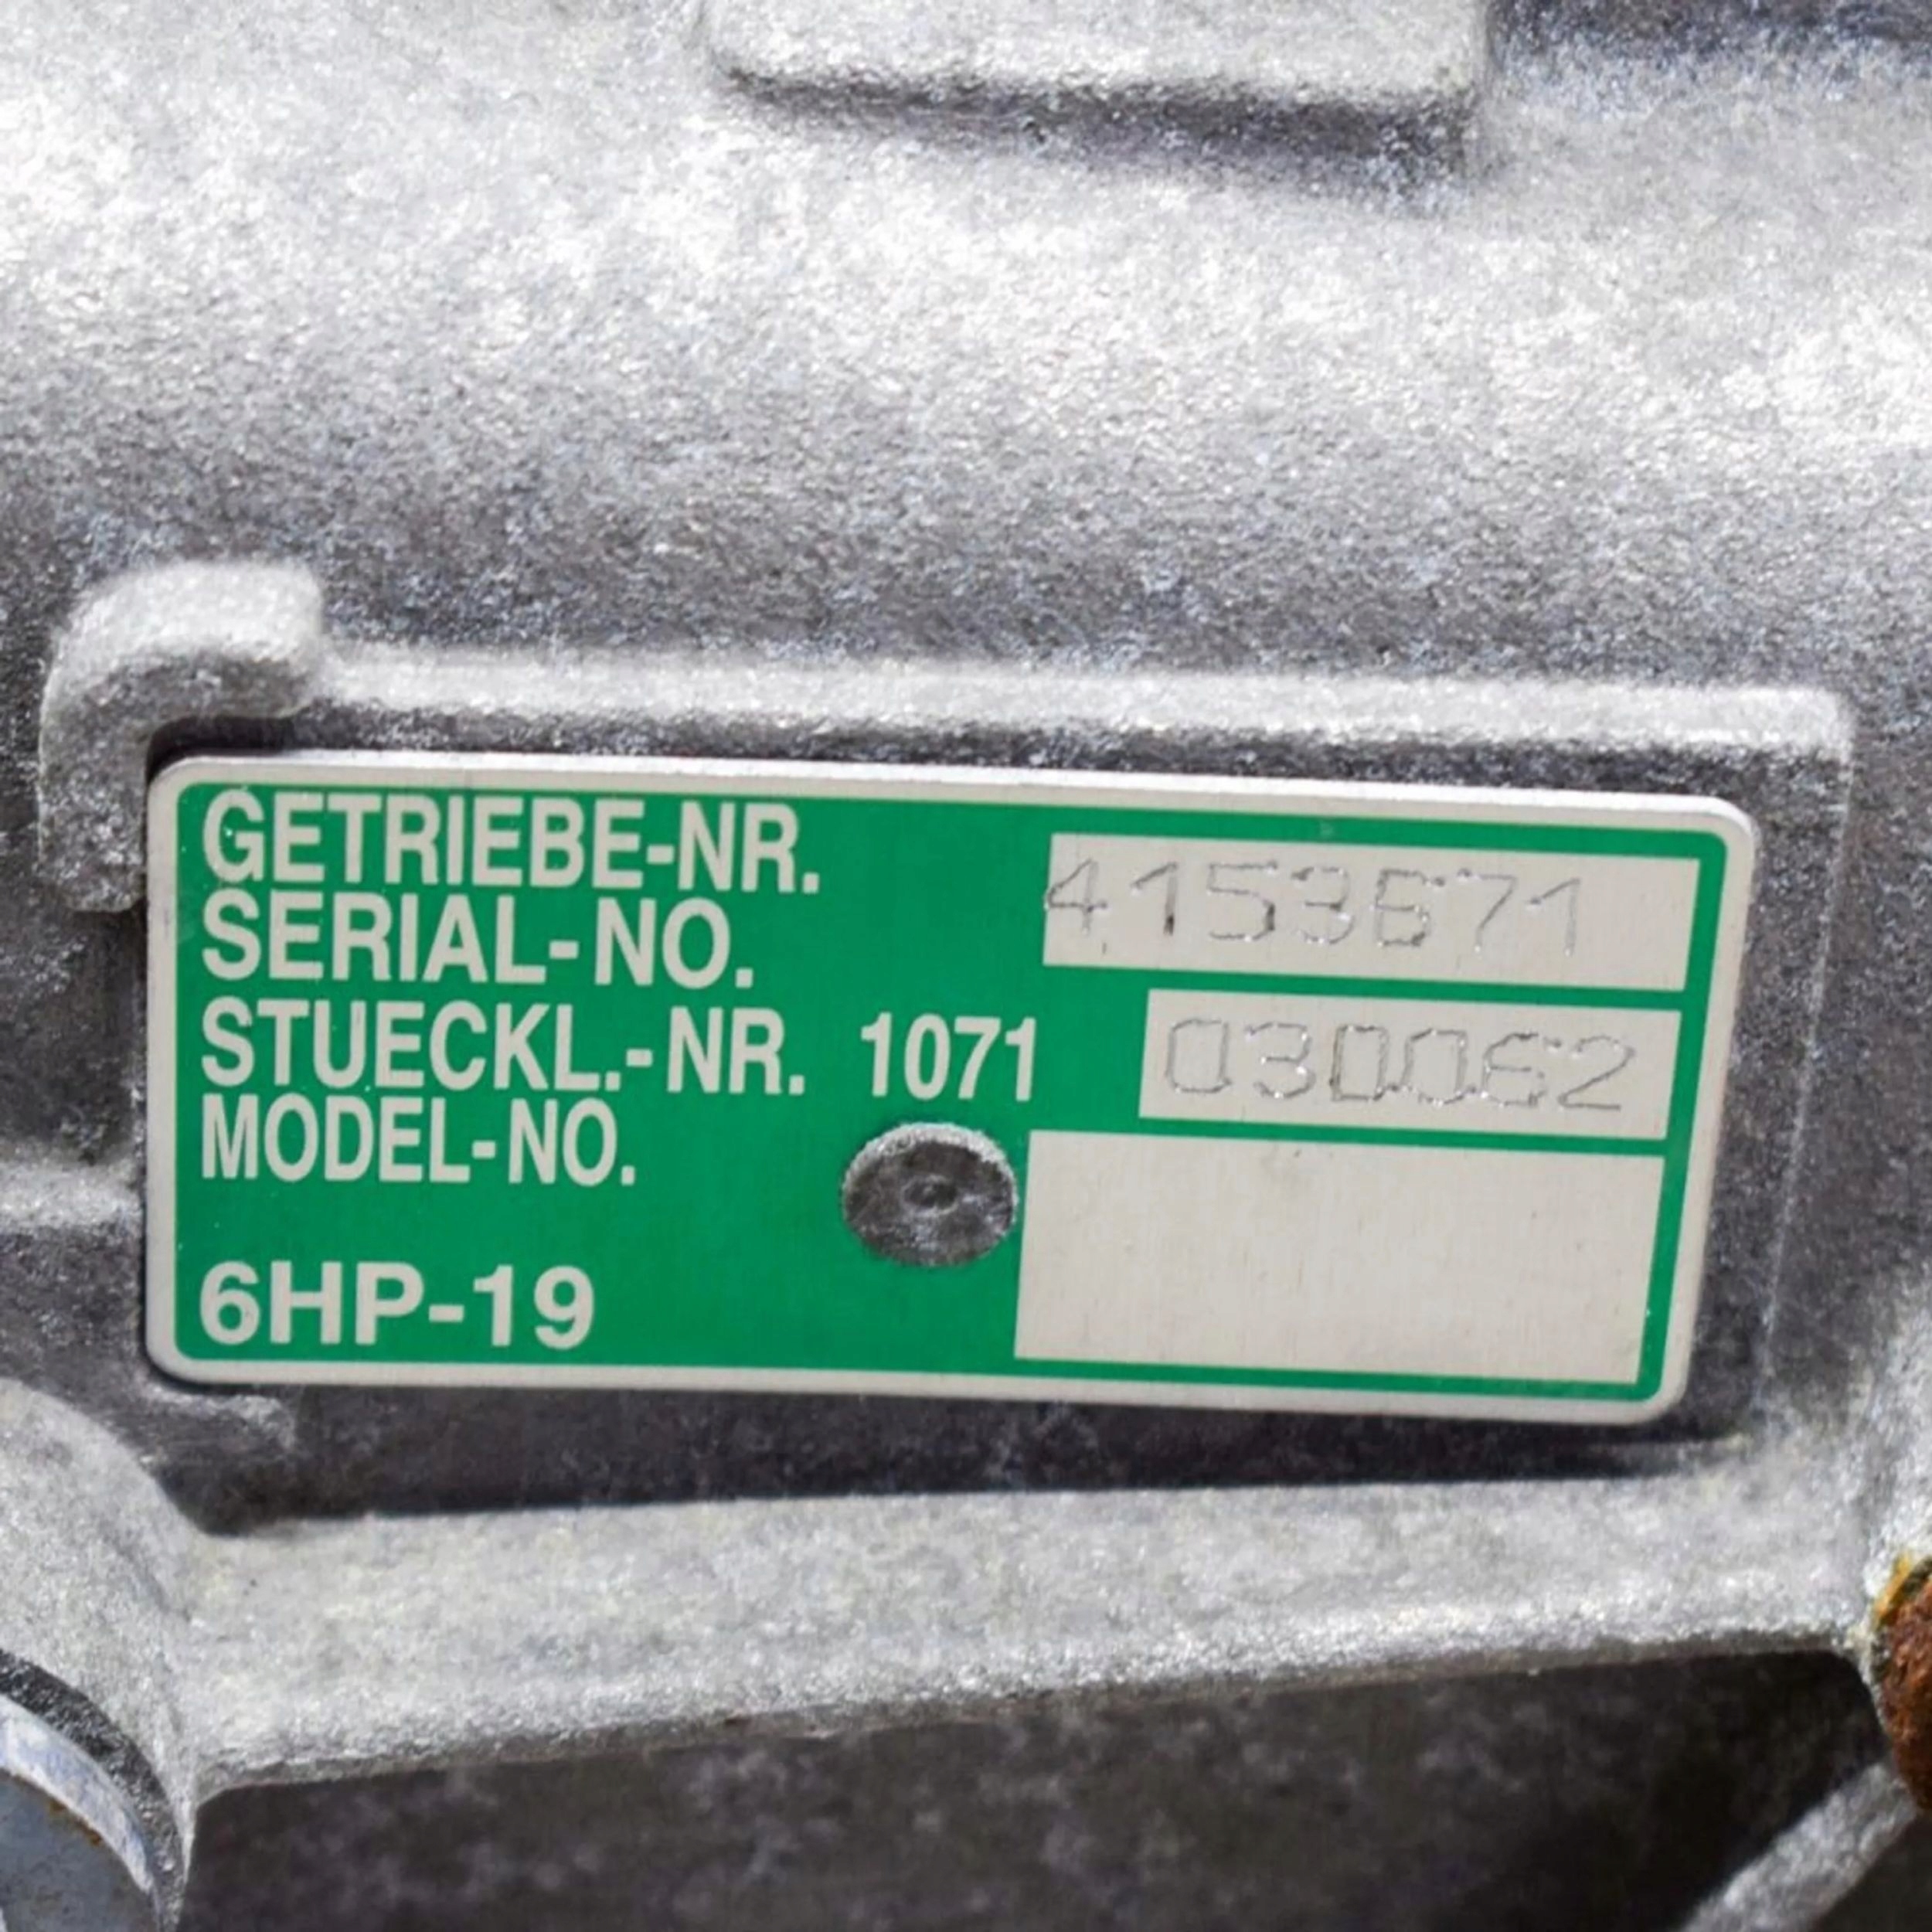 GETRIEBE-NR.
SERIAL-NO. 4153671
STUECKL.-NR. 1071 030062
MODEL-NO.
6HP-19